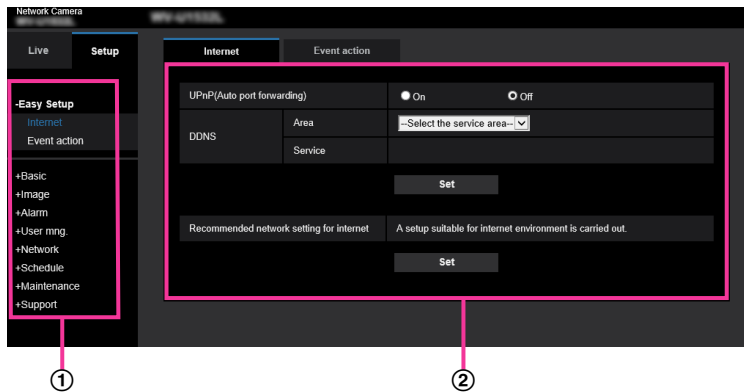 Network Camera
WV-U1532L
Live Setup
Internet Event action
-Easy Setup
Internet
Event action
+Basic
+Image
+Alarm
+User mng.
+Network
+Schedule
+Maintenance
+Support
UPnP(Auto port forwarding) On Off
DDNS
Area --Select the service area--
Service
Set
Recommended network setting for internet A setup suitable for internet environment is carried out.
Set
① ②